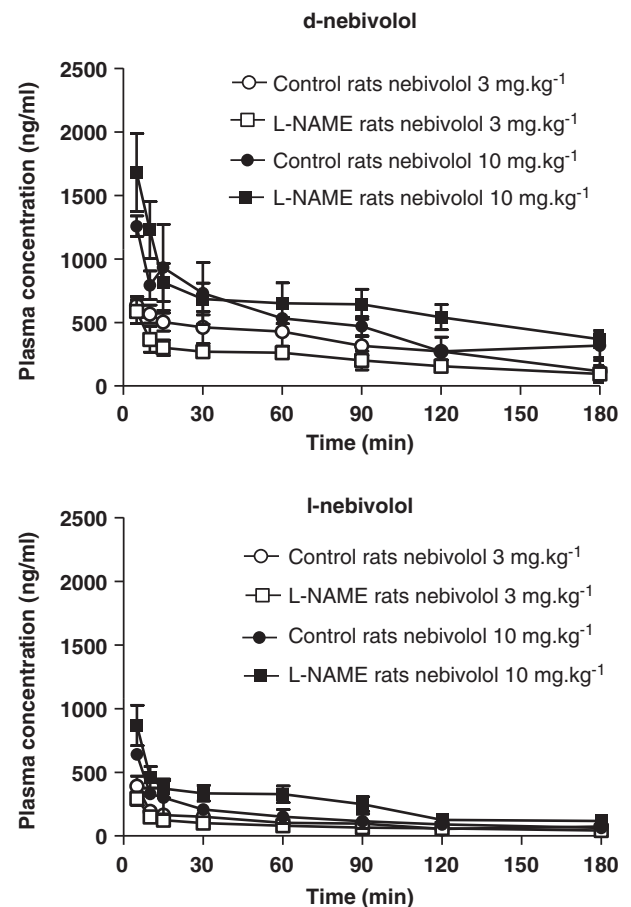 d-nebivolol
2500
2000
1500
1000
500
0
Plasma concentration (ng/ml)
Control rats nebivolol 3 mg.kg-1
L-NAME rats nebivolol 3 mg.kg-1
Control rats nebivolol 10 mg.kg-1
L-NAME rats nebivolol 10 mg.kg-1
0 30 60 90 120 150 180
Time (min)
l-nebivolol
2500
2000
1500
1000
500
0
Plasma concentration (ng/ml)
Control rats nebivolol 3 mg.kg-1
L-NAME rats nebivolol 3 mg.kg-1
Control rats nebivolol 10 mg.kg-1
L-NAME rats nebivolol 10 mg.kg-1
0 30 60 90 120 150 180
Time (min)